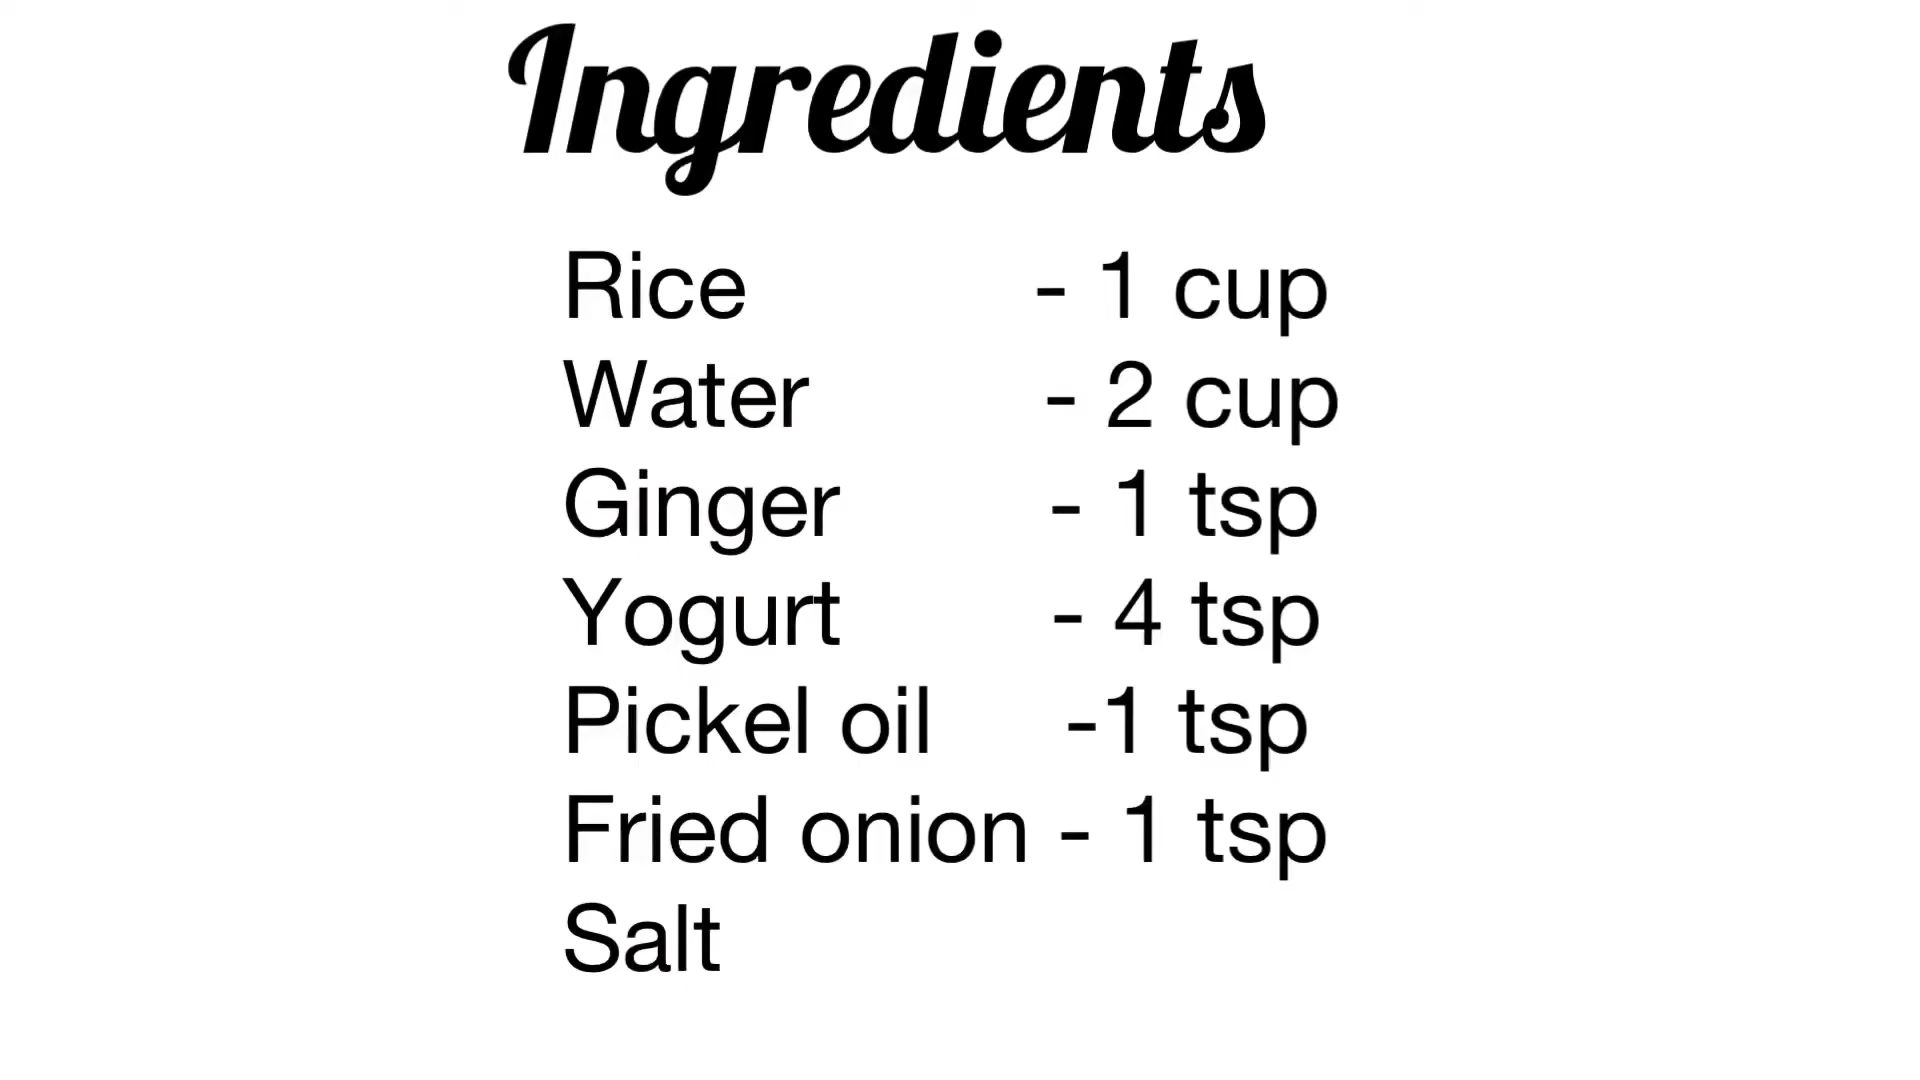 Ingredients
Rice - 1 cup
Water - 2 cup
Ginger - 1 tsp
Yogurt - 4 tsp
Pickel oil -1 tsp
Fried onion - 1 tsp
Salt